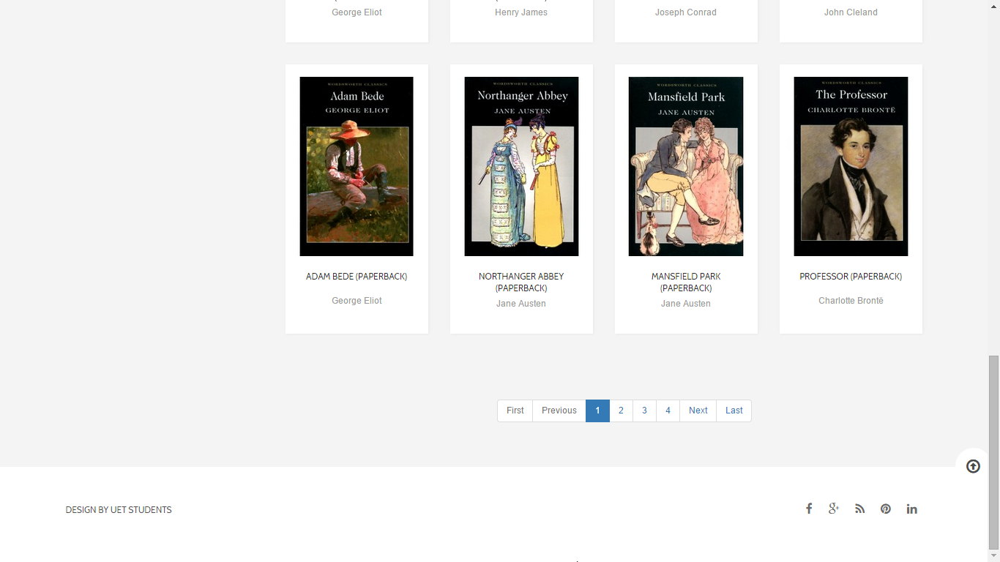 George Eliot
Henry James
Joseph Conrad
John Cleland
WORDSWORTH CLASSICS
Adam Bede
GEORGE ELIOT
WORDSWORTH CLASSICS
Northanger Abbey
JANE AUSTEN
WORDSWORTH CLASSICS
Mansfield Park
JANE AUSTEN
WORDSWORTH CLASSICS
The Professor
CHARLOTTE BRONTË
ADAM BEDE (PAPERBACK)
George Eliot
NORTHANGER ABBEY
(PAPERBACK)
Jane Austen
MANSFIELD PARK
(PAPERBACK)
Jane Austen
PROFESSOR (PAPERBACK)
Charlotte Brontë
First Previous 1 2 3 4 Next Last
DESIGN BY UET STUDENTS